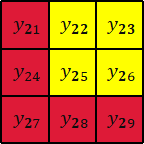 y₂₁ y₂₂ y₂₃
y₂₄ y₂₅ y₂₆
y₂₇ y₂₈ y₂₉